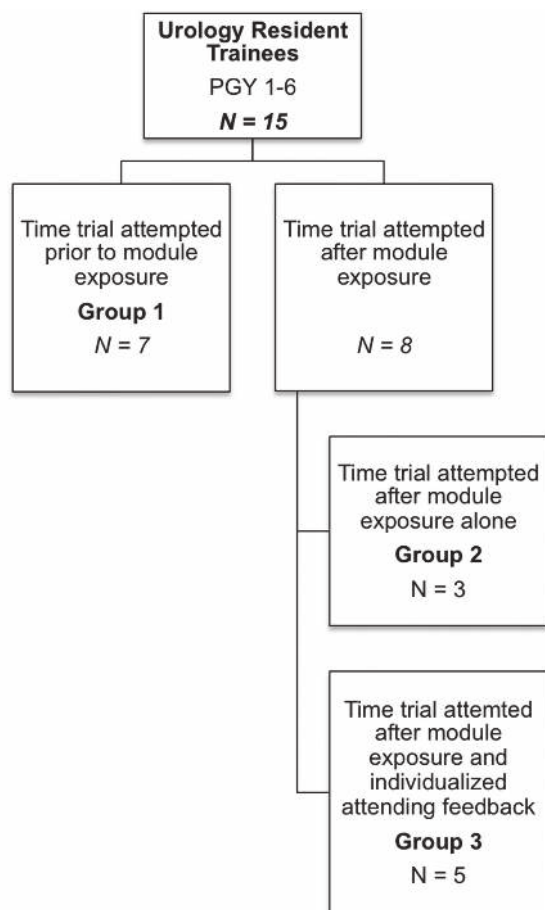 Urology Resident
Trainees
PGY 1-6
N = 15
Time trial attempted
prior to module
exposure
Group 1
N = 7
Time trial attempted
after module
exposure
N = 8
Time trial attempted
after module
exposure alone
Group 2
N = 3
Time trial attemted
after module
exposure and
individualized
attending feedback
Group 3
N = 5